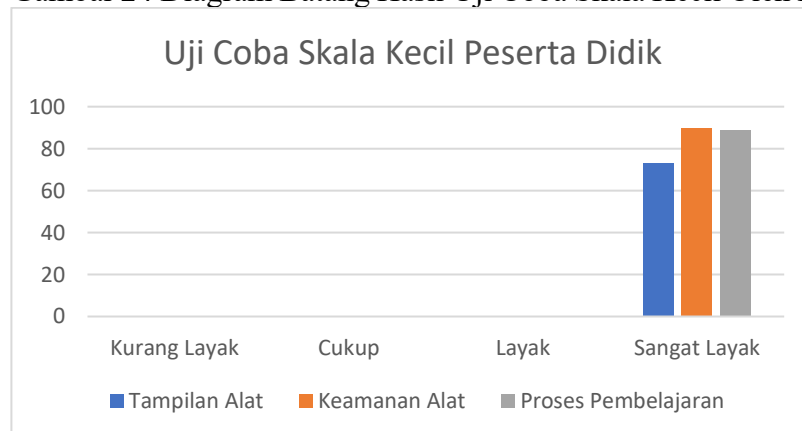 Uji Coba Skala Kecil Peserta Didik
100
80
60
40
20
0
Kurang Layak Cukup Layak Sangat Layak
Tampilan Alat Keamanan Alat Proses Pembelajaran